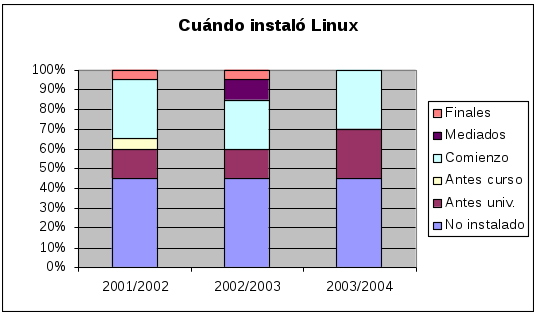 Cuándo instaló Linux
100%
90%
80%
70%
60%
50%
40%
30%
20%
10%
0%
2001/2002
2002/2003
2003/2004
Finales
Mediados
Comienzo
Antes curso
Antes univ.
No instalado